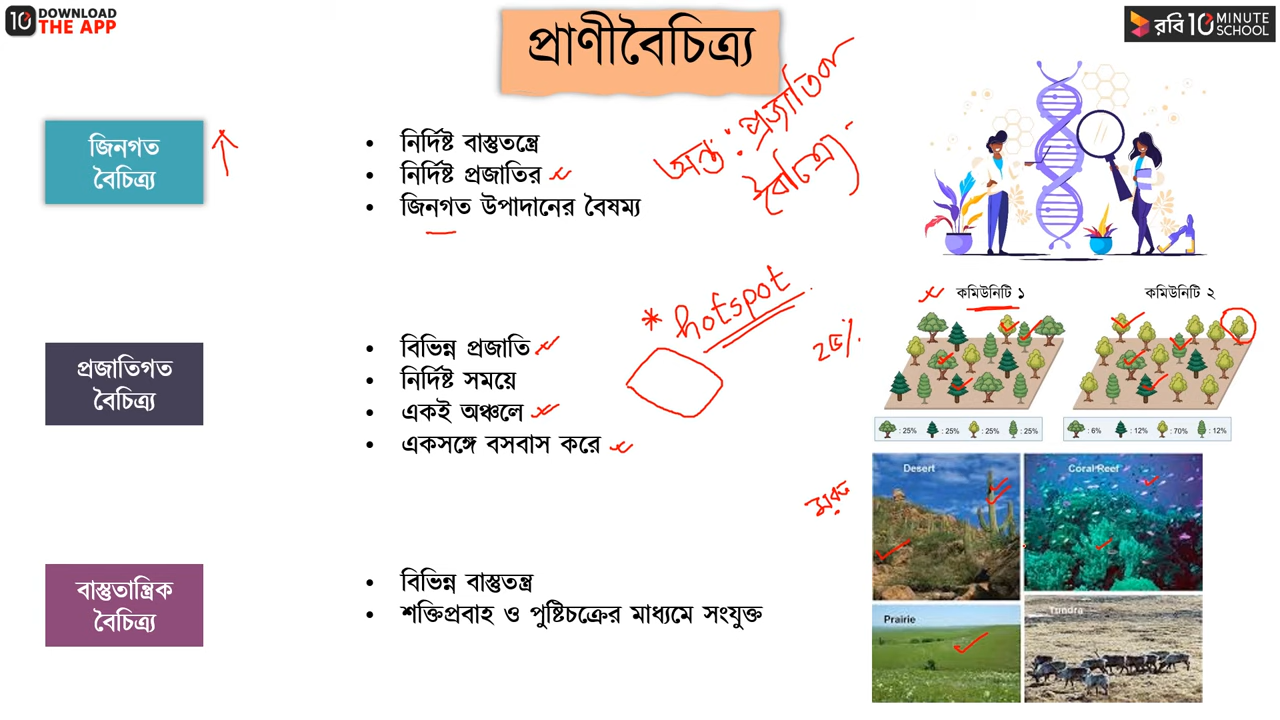 10 DOWNLOAD
THE APP
প্রাণীবৈচিত্র্য
রবি 10 MINUTE
SCHOOL
জিনগত
বৈচিত্র্য
নির্দিষ্ট বাস্তুতন্ত্রে
নির্দিষ্ট প্রজাতির
জিনগত উপাদানের বৈষম্য
অন্তঃপ্রজাতিক
বৈচিত্র্য
প্রজাতিগত
বৈচিত্র্য
বিভিন্ন প্রজাতি
নির্দিষ্ট সময়ে
একই অঞ্চলে
একসঙ্গে বসবাস করে
* hotspot
২৫%
কমিউনিটি ১
কমিউনিটি ২
: 25% : 25% : 25% : 25%
: 6% : 12% : 70% : 12%
বাস্তুতান্ত্রিক
বৈচিত্র্য
বিভিন্ন বাস্তুতন্ত্র
শক্তিপ্রবাহ ও পুষ্টিচক্রের মাধ্যমে সংযুক্ত
মরু
Desert
Coral Reef
Prairie
Tundra